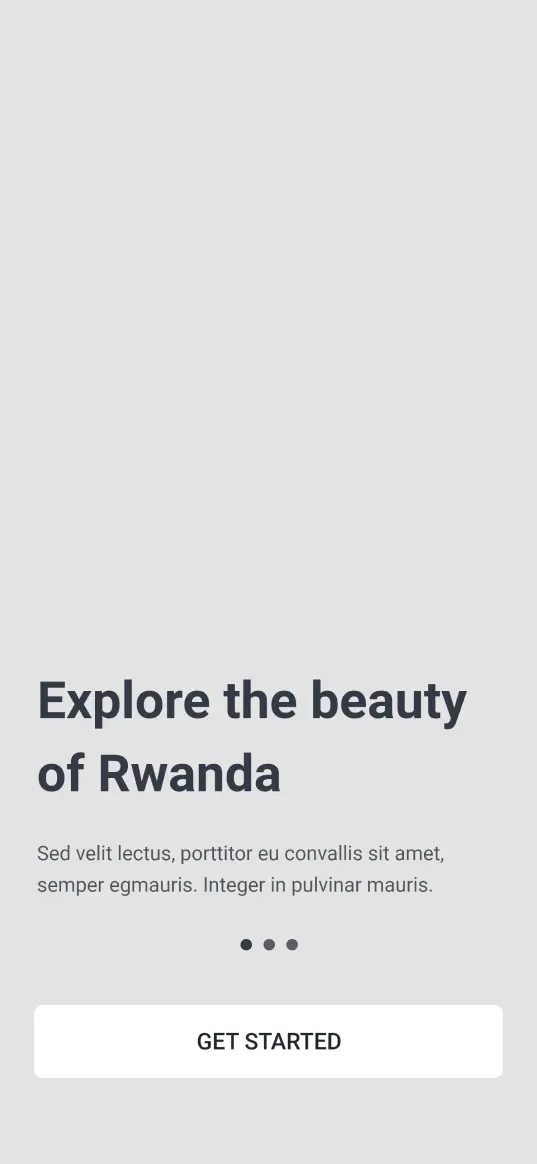 Explore the beauty
of Rwanda
Sed velit lectus, porttitor eu convallis sit amet,
semper egmauris. Integer in pulvinar mauris.
GET STARTED